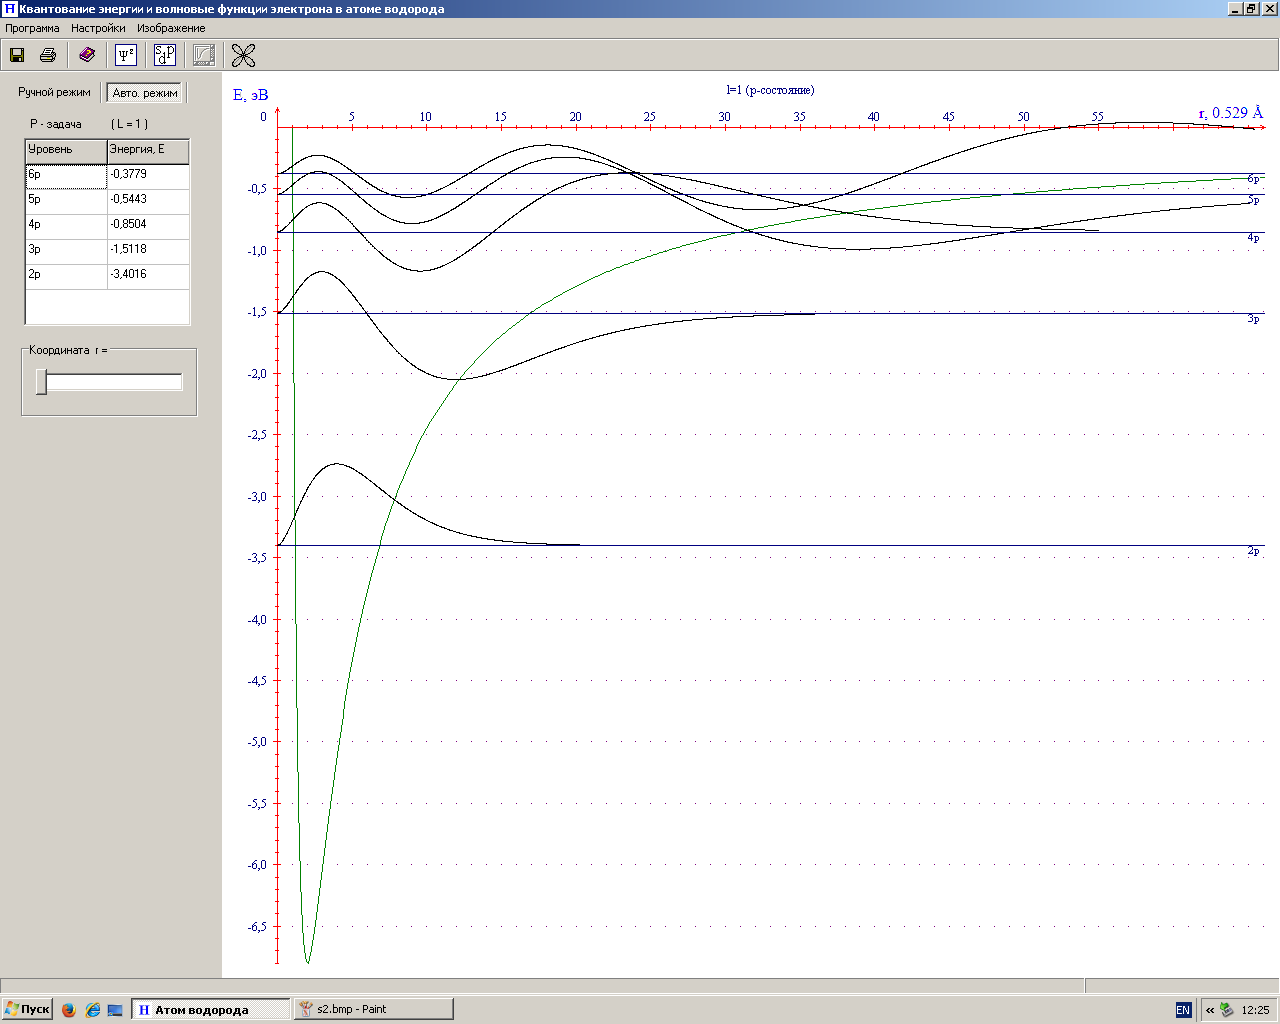 Квантование энергии и волновые функции электрона в атоме водорода
Программа Настройки Изображение
Ψ² s p d
Ручной режим Авто. режим
P - задача ( L = 1 )
Уровень Энергия, E
6p -0,3779
5p -0,5443
4p -0,8504
3p -1,5118
2p -3,4016
Координата r =
l=1 (p-состояние)
E, эВ
r, 0.529 Å
0 5 10 15 20 25 30 35 40 45 50 55
-0,5
-1,0
-1,5
-2,0
-2,5
-3,0
-3,5
-4,0
-4,5
-5,0
-5,5
-6,0
-6,5
6p
5p
4p
3p
2p
Пуск
H Атом водорода
s2.bmp - Paint
EN
«
12:25